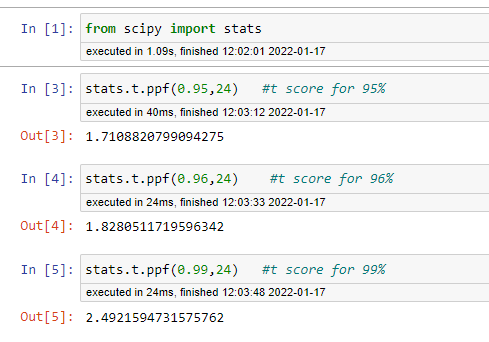 In [1]: from scipy import stats
executed in 1.09s, finished 12:02:01 2022-01-17
In [3]: stats.t.ppf(0.95,24) #t score for 95%
executed in 40ms, finished 12:03:12 2022-01-17
Out[3]: 1.7108820799094275
In [4]: stats.t.ppf(0.96,24) #t score for 96%
executed in 24ms, finished 12:03:33 2022-01-17
Out[4]: 1.8280511719596342
In [5]: stats.t.ppf(0.99,24) #t score for 99%
executed in 24ms, finished 12:03:48 2022-01-17
Out[5]: 2.4921594731575762